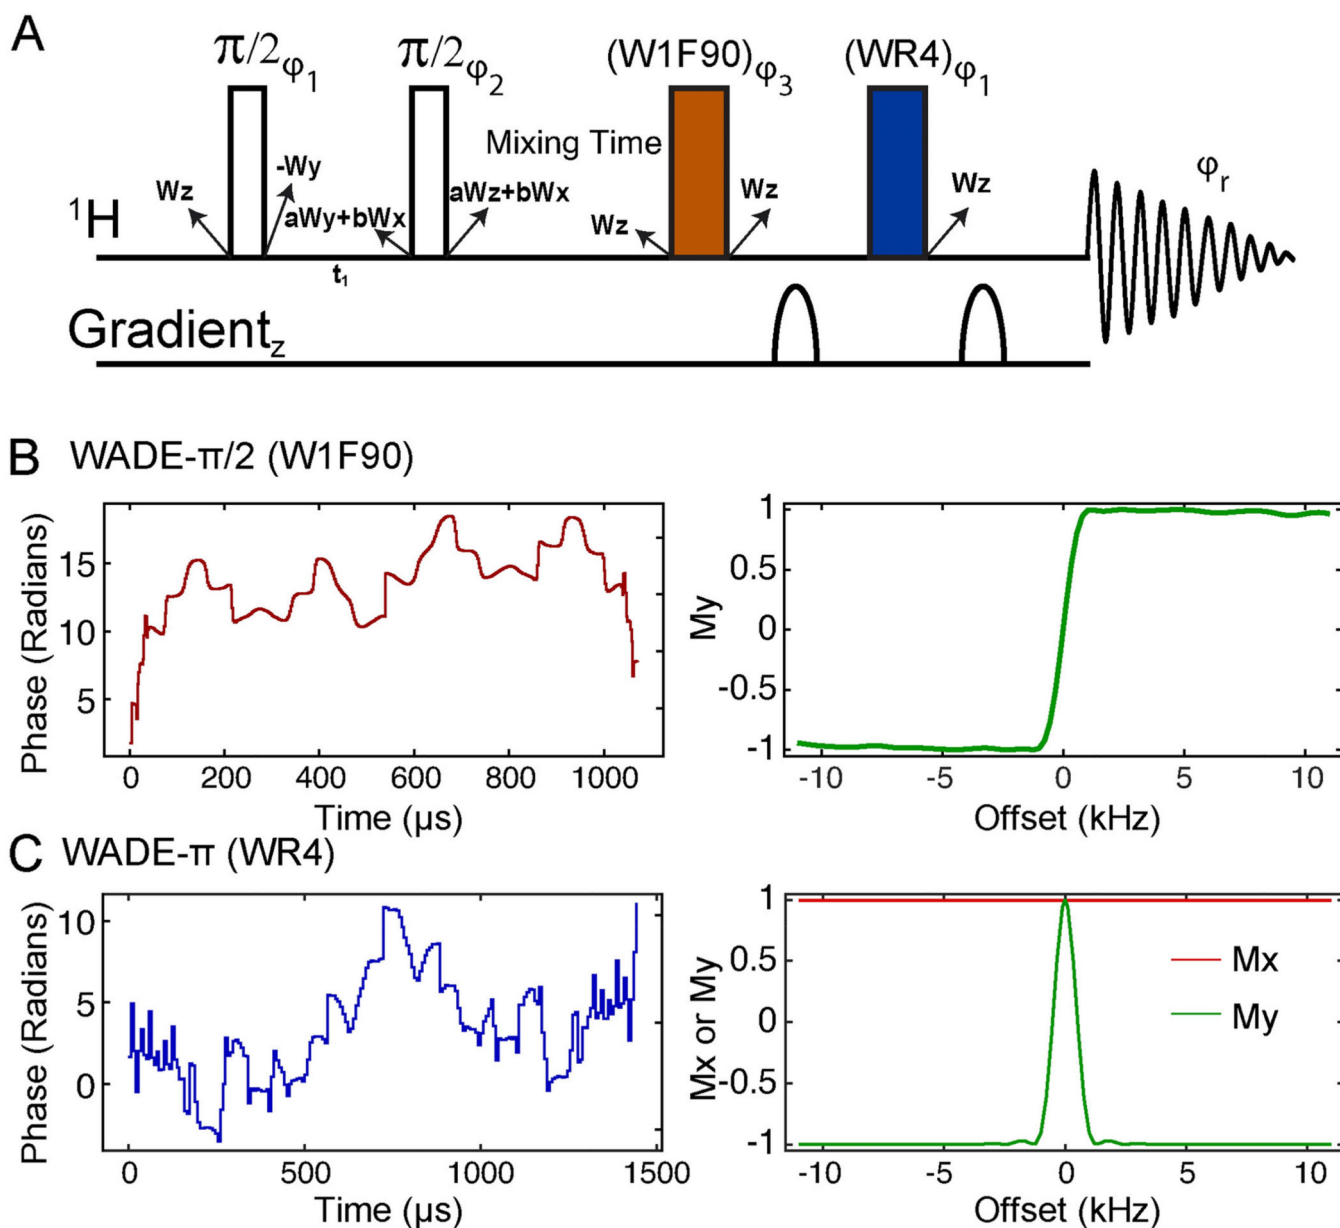 A
π/2φ1
π/2φ2
(W1F90)φ3
(WR4)φ1
Mixing Time
φr
Wz
-Wy
aWy+bWx
aWz+bWx
Wz
Wz
Wz
1H
t1
Gradientz
B WADE-π/2 (W1F90)
Phase (Radians)
15
10
5
0 200 400 600 800 1000
Time (µs)
My
1
0.5
0
-0.5
-1
-10 -5 0 5 10
Offset (kHz)
C WADE-π (WR4)
Phase (Radians)
10
5
0
0 500 1000 1500
Time (µs)
Mx or My
1
0.5
0
-0.5
-1
Mx
My
-10 -5 0 5 10
Offset (kHz)